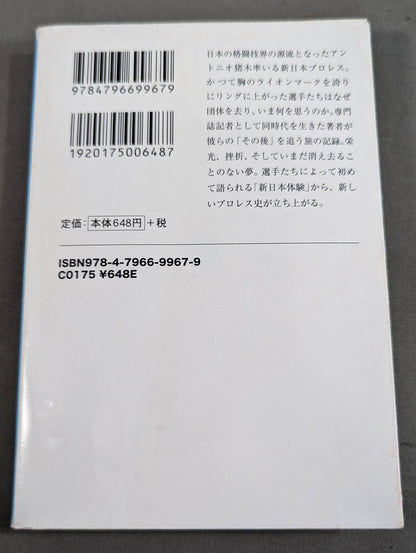 9784796699679
1920175006487
日本の格闘技界の源流となったアン
トニオ猪木率いる新日本プロレス。
かつて胸のライオンマークを誇り
にリングに上がった選手たちはなぜ
団体を去り、いま何を思うのか。専門
誌記者として同時代を生きた著者が
彼らの「その後」を追う旅の記録。栄
光、挫折、そしていまだ消え去るこ
とのない夢。選手たちによって初め
て語られる「新日本体験」から、新し
いプロレス史が立ち上がる。
定価：本体648円＋税
ISBN978-4-7966-9967-9
C0175 ¥648E